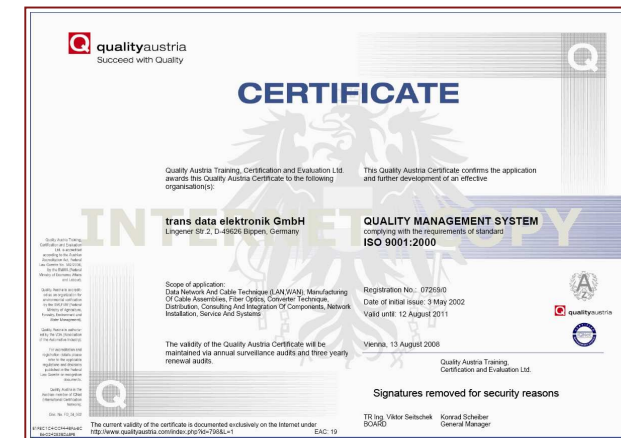 qualityaustria
Succeed with Quality
CERTIFICATE
Quality Austria Training, Certification and Evaluation Ltd.
awards this Quality Austria Certificate to the following
organisation(s):
This Quality Austria Certificate confirms the application
and further development of an effective
trans data elektronik GmbH
Lingener Str.2, D-49626 Bippen, Germany
QUALITY MANAGEMENT SYSTEM
complying with the requirements of standard
ISO 9001:2000
INTERNET COPY
Scope of application:
Data Network And Cable Technique (LAN,WAN), Manufacturing
Of Cable Assemblies, Fiber Optics, Converter Technique,
Distribution, Consulting And Integration Of Components, Network
Installation, Service And Systems
Registration No.: 07269/0
Date of initial issue: 3 May 2002
Valid until: 12 August 2011
qualityaustria
The validity of the Quality Austria Certificate will be
maintained via annual surveillance audits and three yearly
renewal audits.
Vienna, 13 August 2008
Quality Austria Training,
Certification and Evaluation Ltd.
Signatures removed for security reasons
TR Ing. Viktor Seitschek
BOARD
Konrad Scheiber
General Manager
The current validity of the certificate is documented exclusively on the Internet under
http://www.qualityaustria.com/index.php?id=798&L=1
EAC: 19